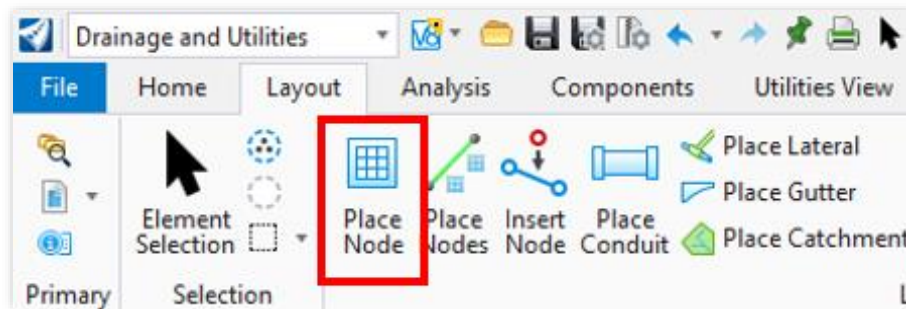 Drainage and Utilities
File Home Layout Analysis Components Utilities View
Place Lateral
Place Gutter
Place Catchment
Element Selection
Place Node
Place Nodes
Insert Node
Place Conduit
Primary Selection